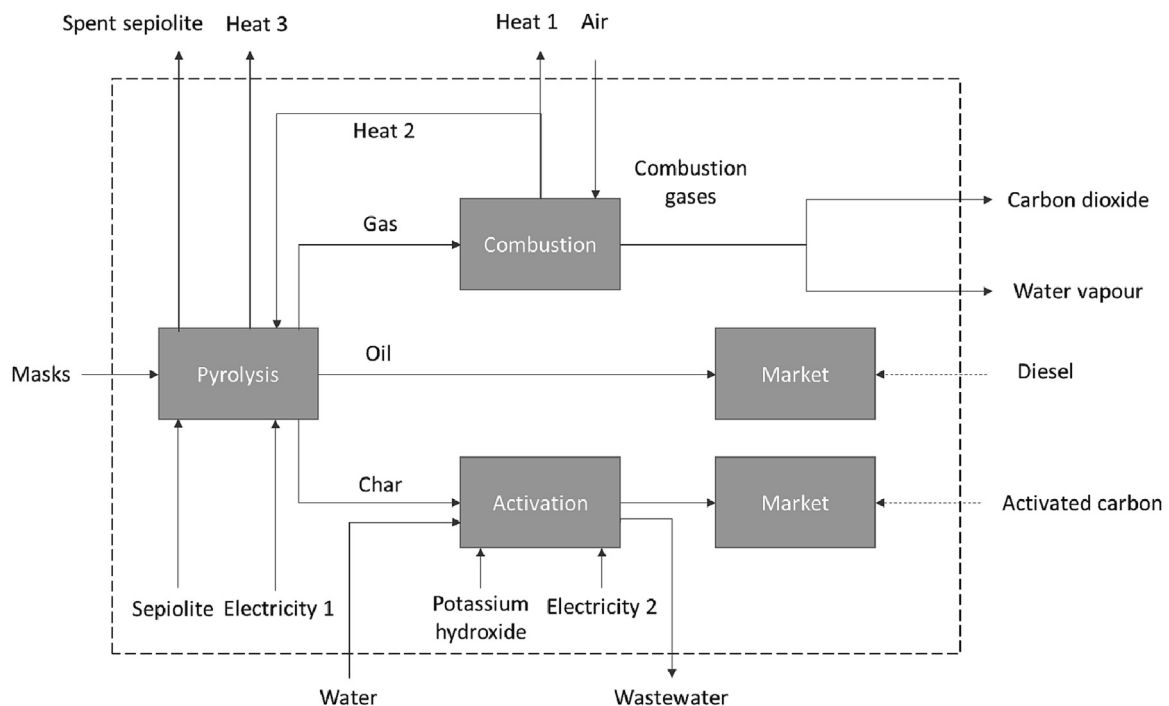 Spent sepiolite
Heat 3
Heat 1
Air
Heat 2
Combustion
gases
Carbon dioxide
Gas
Combustion
Water vapour
Masks
Pyrolysis
Oil
Market
Diesel
Char
Activation
Market
Activated carbon
Sepiolite
Electricity 1
Potassium
hydroxide
Electricity 2
Water
Wastewater